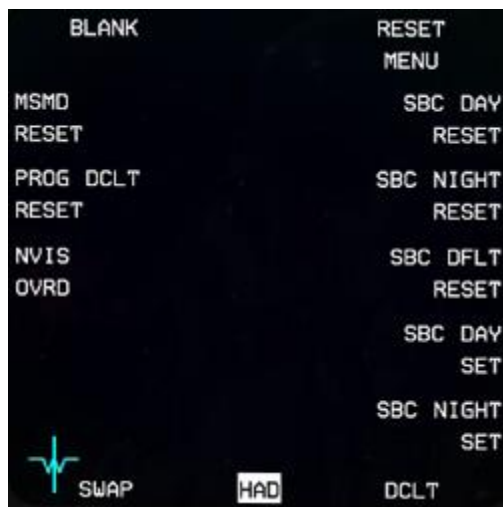 BLANK RESET
MENU
MSMD SBC DAY
RESET RESET
PROG DCLT SBC NIGHT
RESET RESET
NVIS SBC DFLT
OVRD RESET
SBC DAY
SET
SBC NIGHT
SET
SWAP HAD DCLT